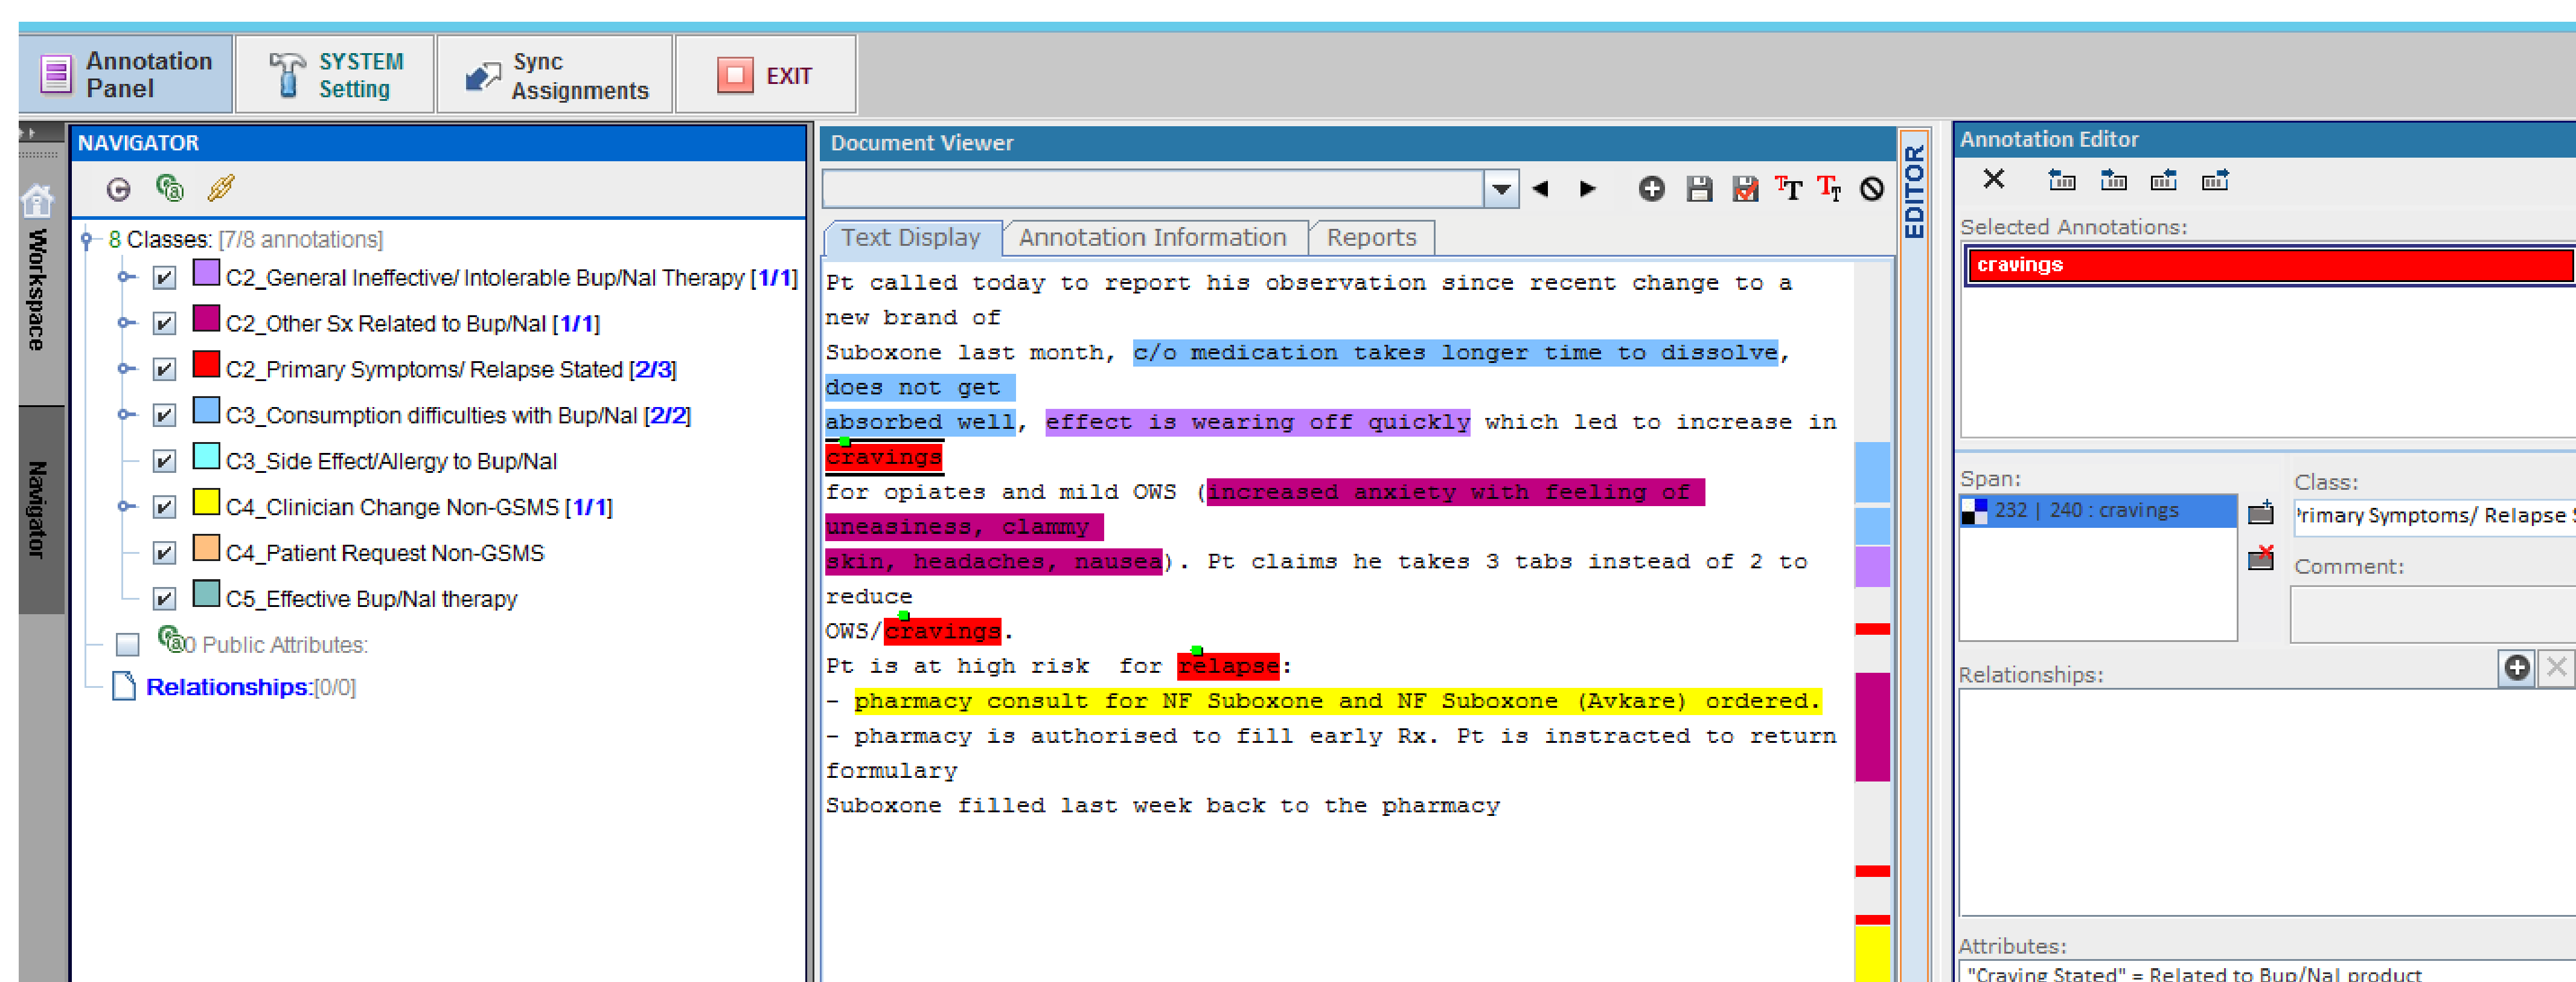 Annotation Panel
SYSTEM Setting
Sync Assignments
EXIT
Workspace
Navigator
NAVIGATOR
8 Classes: [7/8 annotations]
C2_General Ineffective/ Intolerable Bup/Nal Therapy [1/1]
C2_Other Sx Related to Bup/Nal [1/1]
C2_Primary Symptoms/ Relapse Stated [2/3]
C3_Consumption difficulties with Bup/Nal [2/2]
C3_Side Effect/Allergy to Bup/Nal
C4_Clinician Change Non-GSMS [1/1]
C4_Patient Request Non-GSMS
C5_Effective Bup/Nal therapy
0 Public Attributes:
Relationships:[0/0]
Document Viewer
Text Display
Annotation Information
Reports
Pt called today to report his observation since recent change to a
new brand of
Suboxone last month, c/o medication takes longer time to dissolve,
does not get
absorbed well, effect is wearing off quickly which led to increase in
cravings
for opiates and mild OWS (increased anxiety with feeling of
uneasiness, clammy
skin, headaches, nausea). Pt claims he takes 3 tabs instead of 2 to
reduce
OWS/cravings.
Pt is at high risk for relapse:
- pharmacy consult for NF Suboxone and NF Suboxone (Avkare) ordered.
- pharmacy is authorised to fill early Rx. Pt is instracted to return
formulary
Suboxone filled last week back to the pharmacy
EDITOR
Annotation Editor
Selected Annotations:
cravings
Span:
232 | 240 : cravings
Class:
Primary Symptoms/ Relapse S
Comment:
Relationships:
Attributes:
"Craving Stated" = Related to Bup/Nal product